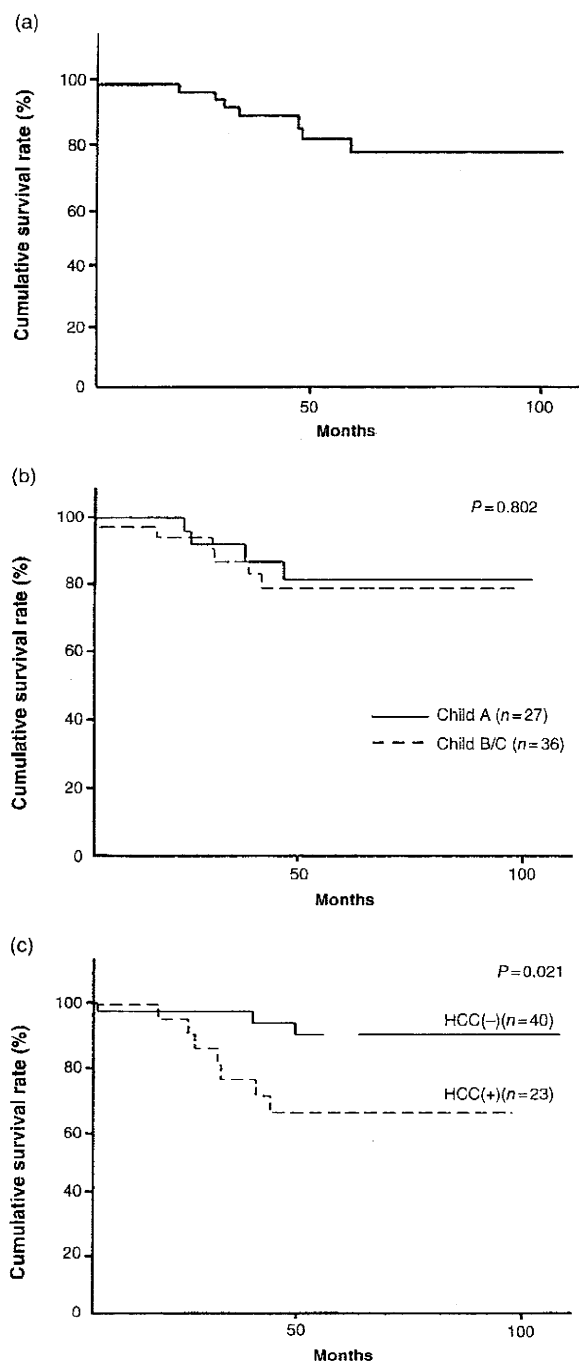 (a)
Cumulative survival rate (%)
100
80
60
40
20
0
50
100
Months
(b)
P=0.802
Cumulative survival rate (%)
100
80
60
40
20
0
Child A (n=27)
Child B/C (n=36)
50
100
Months
(c)
P=0.021
Cumulative survival rate (%)
100
80
60
40
20
0
HCC(−)(n=40)
HCC(+)(n=23)
50
100
Months